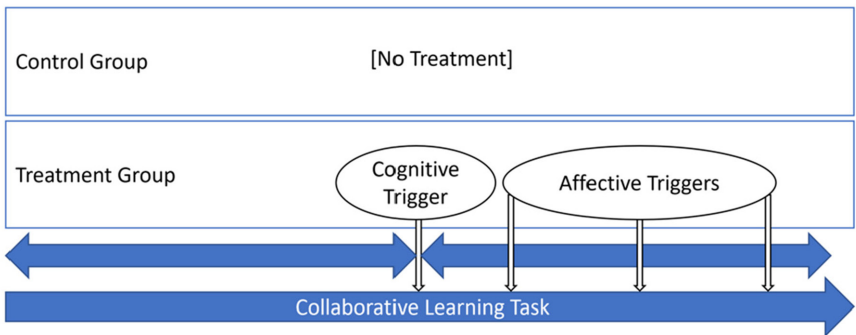 Control Group
[No Treatment]
Treatment Group
Cognitive
Trigger
Affective Triggers
Collaborative Learning Task